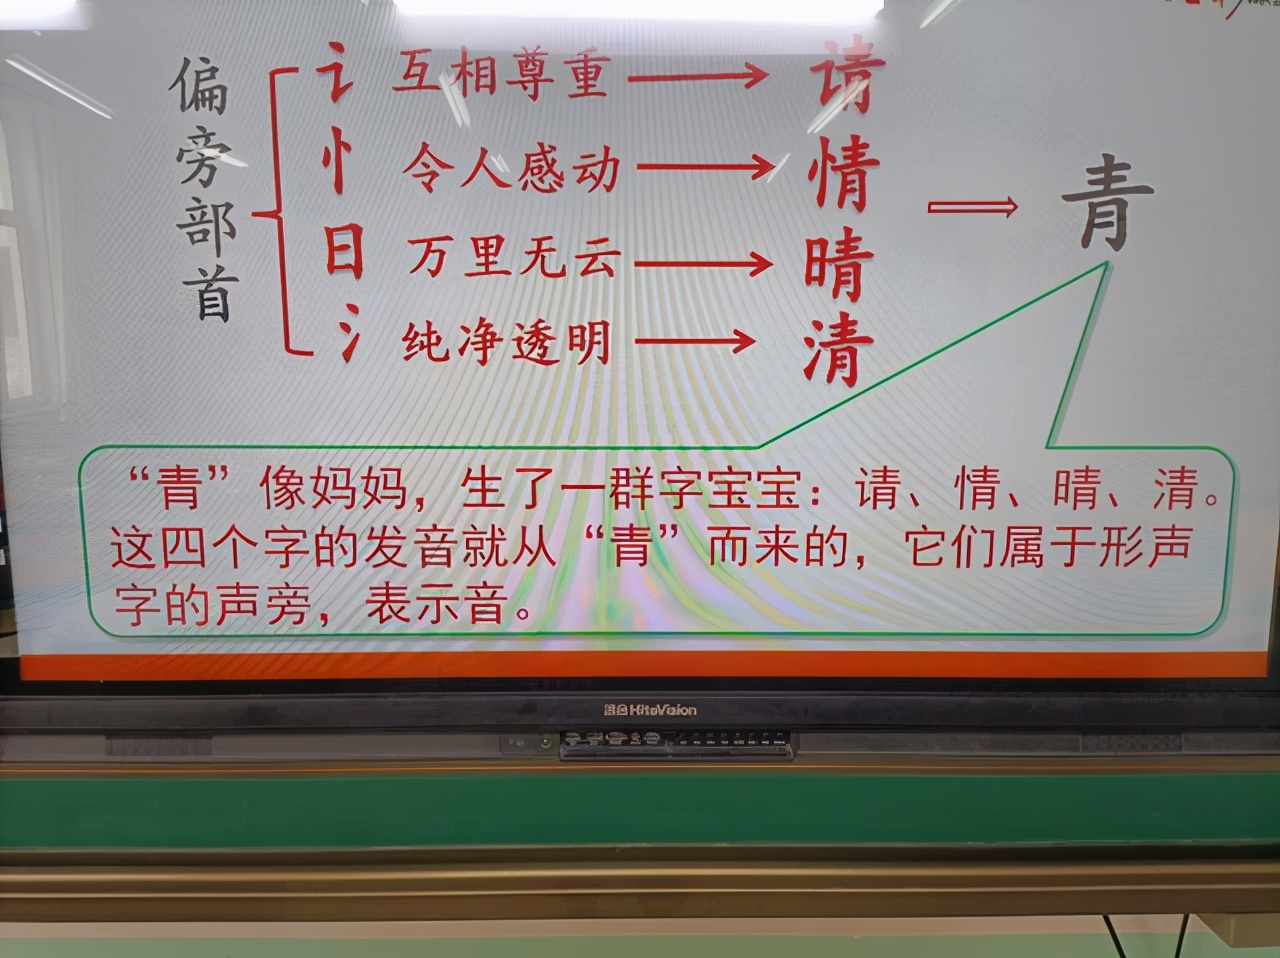 偏旁部首
讠 互相尊重 → 请
忄 令人感动 → 情
日 万里无云 → 晴
氵 纯净透明 → 清
⇒ 青
“青”像妈妈，生了一群字宝宝：请、情、晴、清。
这四个字的发音就从“青”而来的，它们属于形声
字的声旁，表示音。
HiteVision